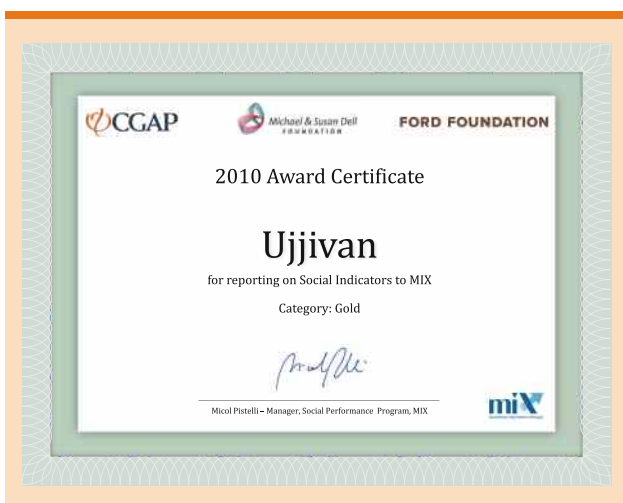 CGAP
Michael & Susan Dell
FOUNDATION
FORD FOUNDATION
2010 Award Certificate
Ujjivan
for reporting on Social Indicators to MIX
Category: Gold
Micol Pistelli – Manager, Social Performance Program, MIX
miX